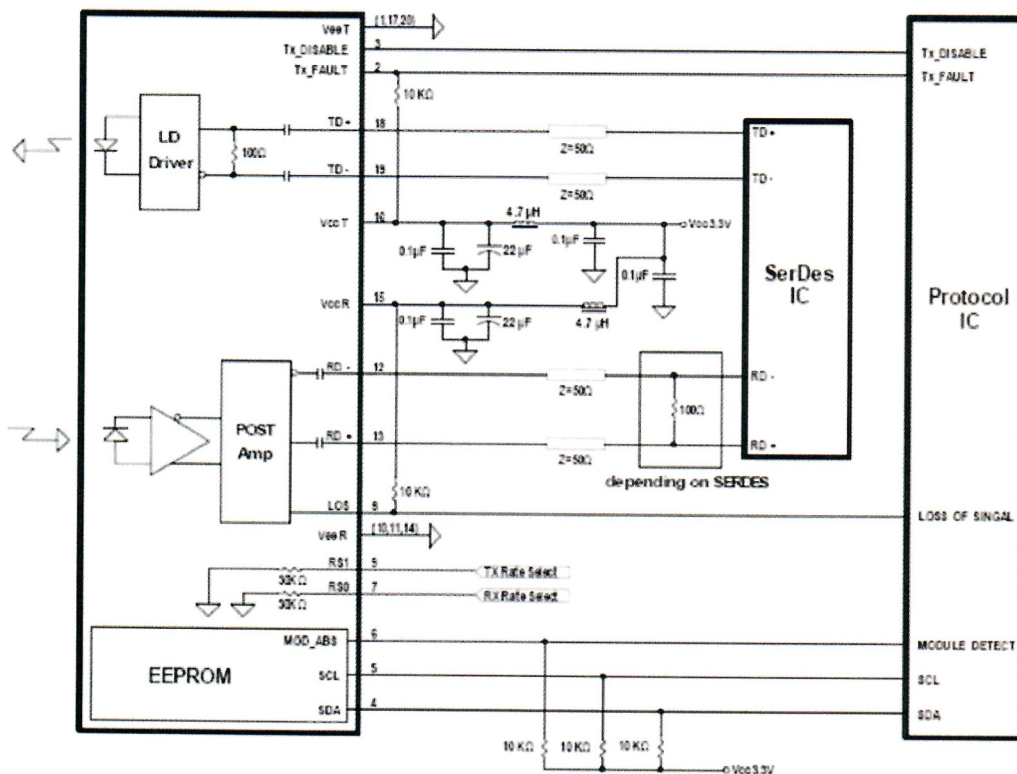 VeeT (1,17,20)
Tx_DISABLE 3 Tx_DISABLE
Tx_FAULT 2 Tx_FAULT
10 KΩ
LD
Driver
100Ω
TD+ 18 Z=50Ω TD+
TD- 19 Z=50Ω TD-
VccT 16 4.7 µH Vcc3.3V
0.1µF 22 µF 0.1µF
0.1µF
SerDes
IC
Protocol
IC
VccR 15 4.7 µH
0.1µF 22 µF
RD - 12 Z=50Ω RD -
POST
Amp
100Ω
RD + 13 Z=50Ω RD +
depending on SERDES
10 KΩ
LOS 8 LOSS OF SINGAL
VeeR (10,11,14)
30KΩ RS1 9 TX Rate Select
30KΩ RS0 7 RX Rate Select
MOD_ABS 6 MODULE DETECT
EEPROM
SCL 5 SCL
SDA 4 SDA
10 KΩ 10 KΩ 10 KΩ
Vcc3.3V